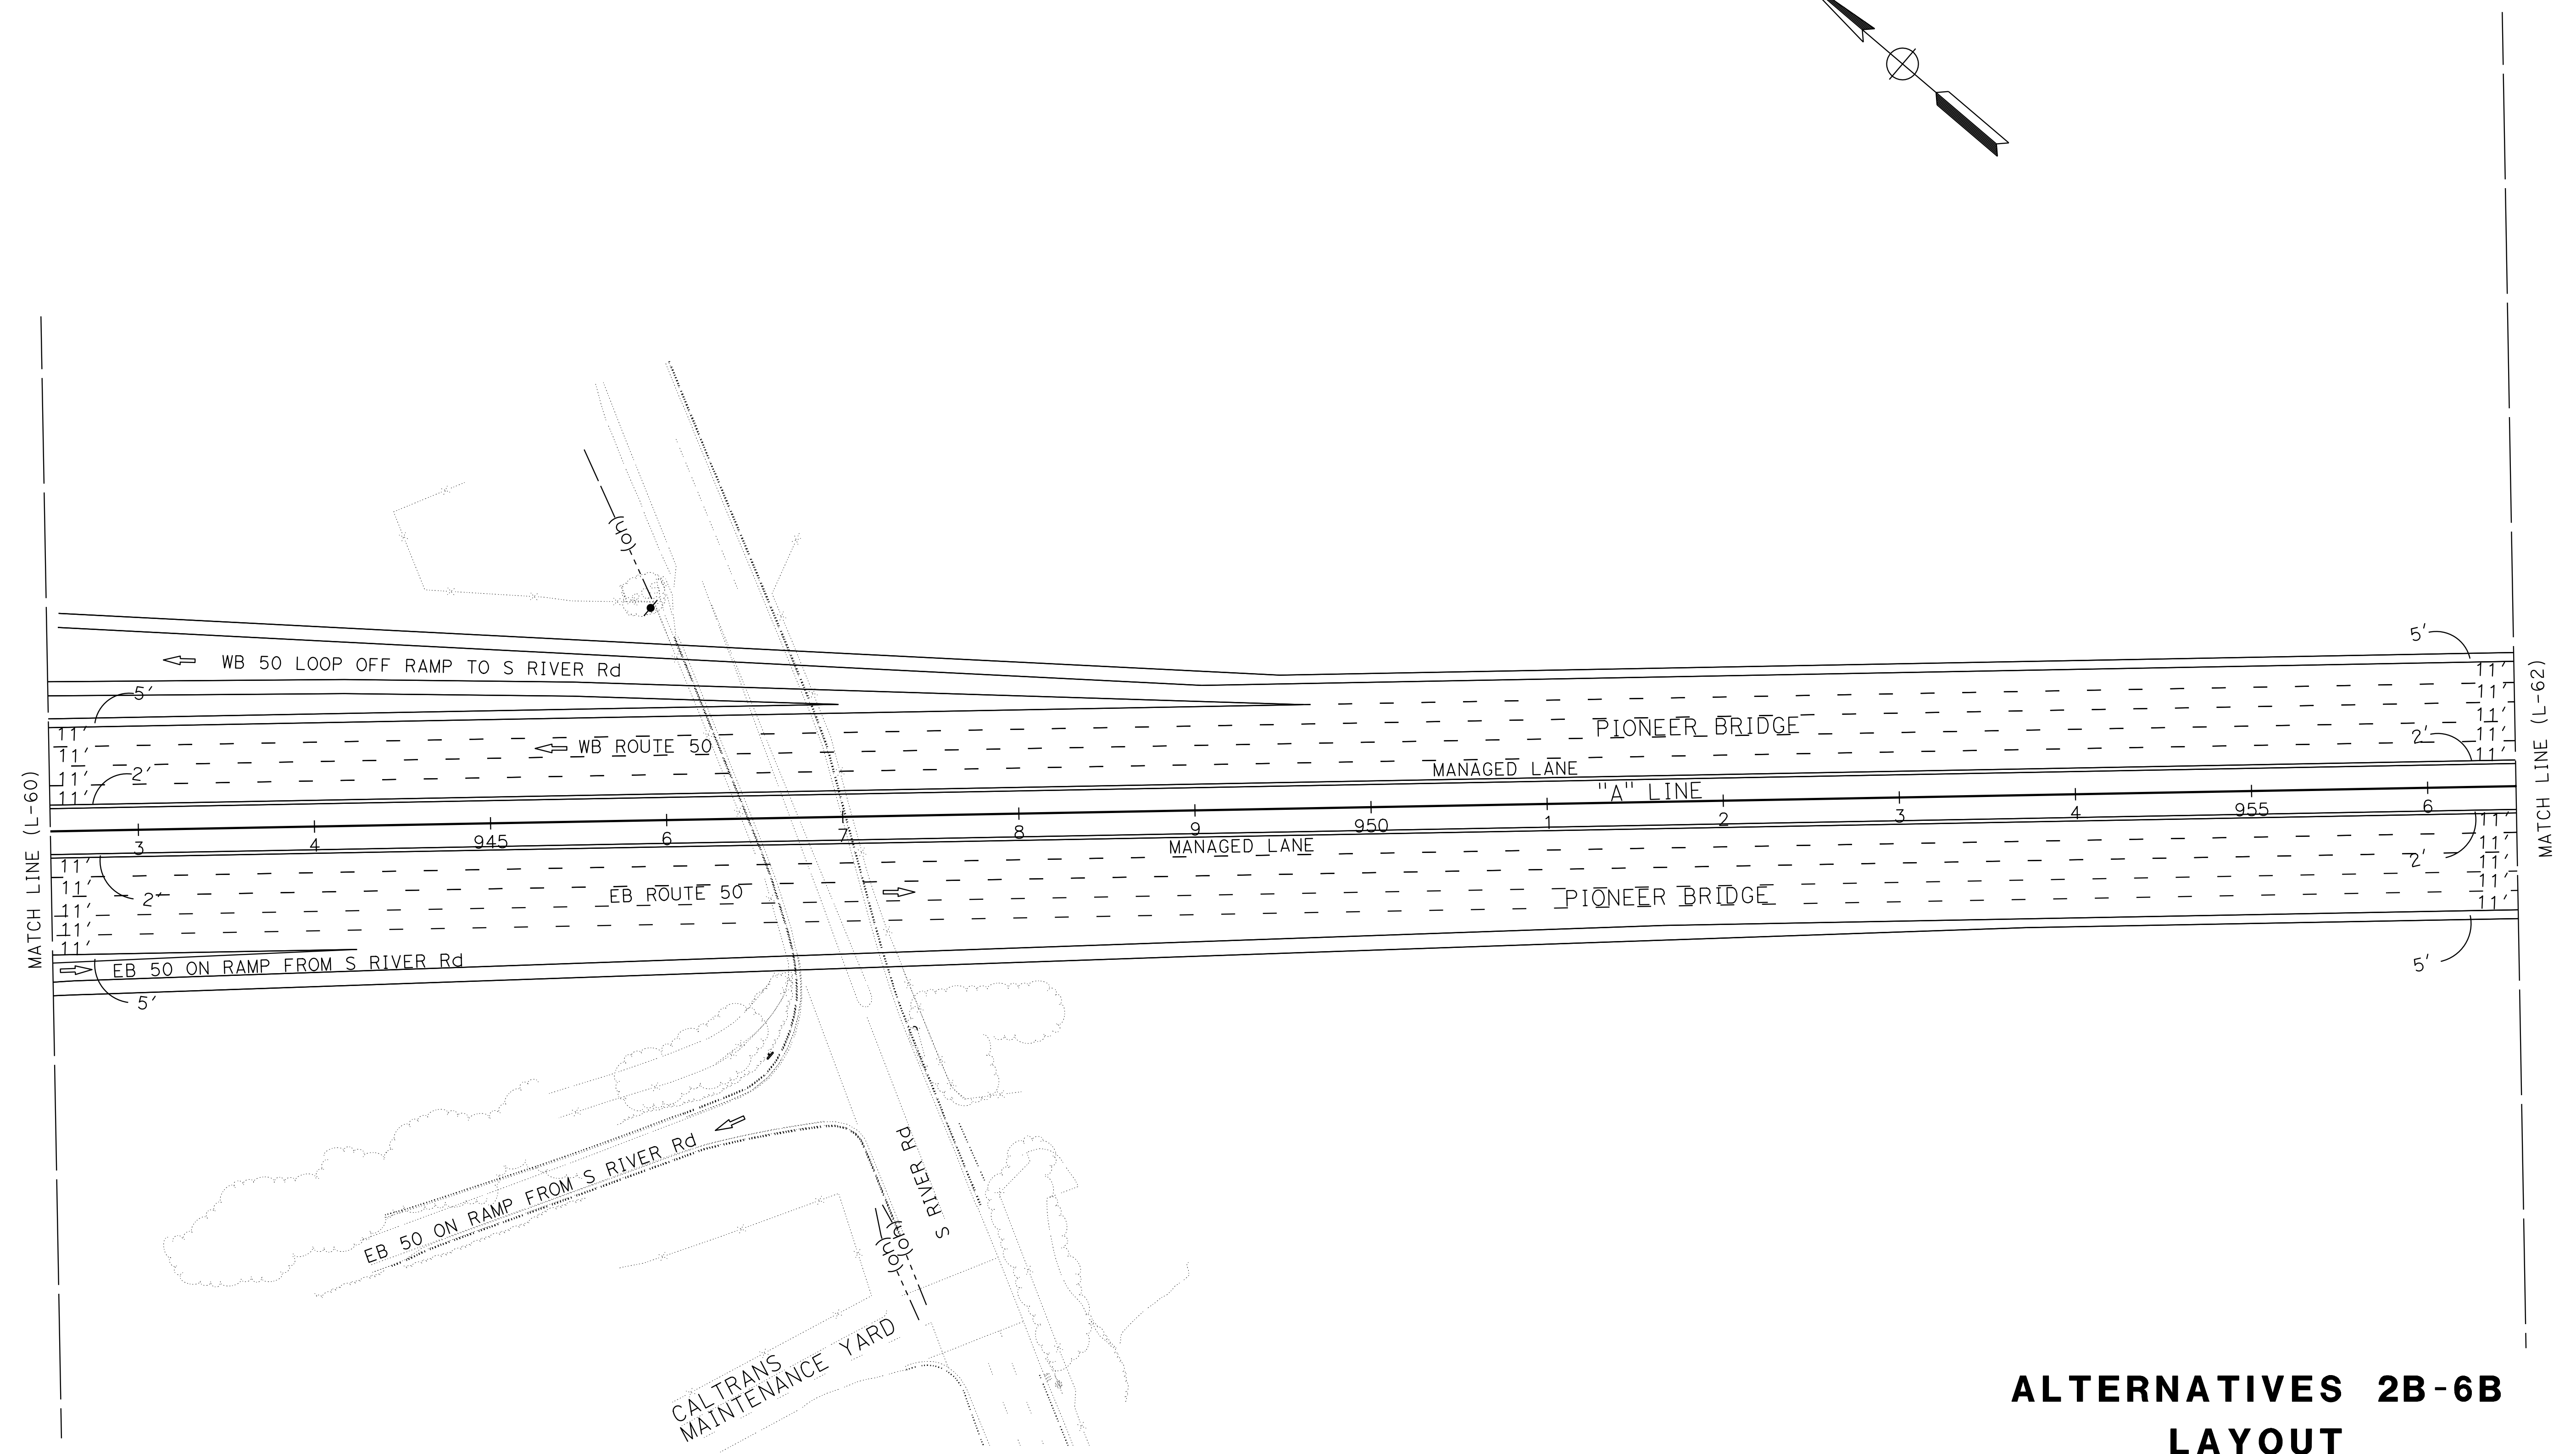 (oh)
5'
11'
MATCH LINE (L-62)
WB 50 LOOP OFF RAMP TO S RIVER Rd
5'
11'
11'
11'
11'
11'
PIONEER BRIDGE
WB ROUTE 50
2'
11'
11'
11'
2'
MANAGED LANE
"A" LINE
MATCH LINE (L-60)
3
4
945
6
7
8
9
950
1
2
3
4
955
6
MANAGED LANE
11'
11'
11'
11'
11'
2'
11'
11'
11'
11'
11'
2'
EB ROUTE 50
PIONEER BRIDGE
EB 50 ON RAMP FROM S RIVER Rd
5'
5'
EB 50 ON RAMP FROM S RIVER Rd
S RIVER Rd
(oh)
(oh)
CALTRANS
MAINTENANCE YARD
ALTERNATIVES 2B-6B
LAYOUT